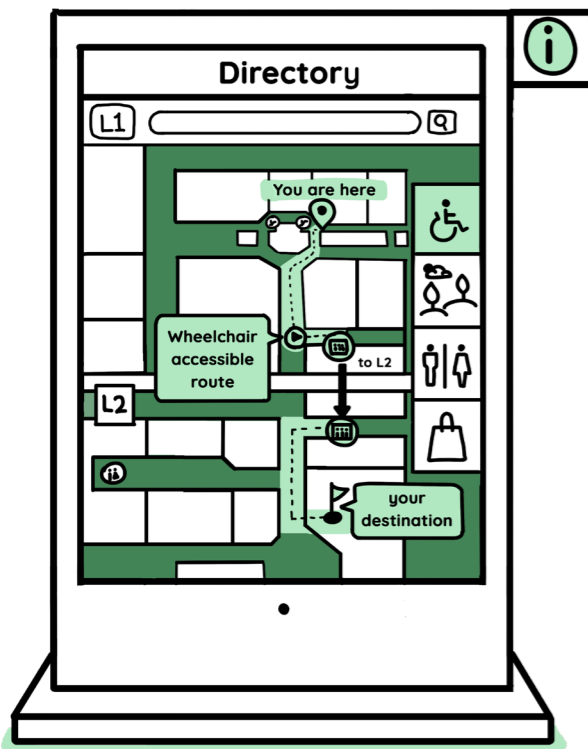 i
Directory
L1
You are here
Wheelchair
accessible
route
to L2
L2
your
destination